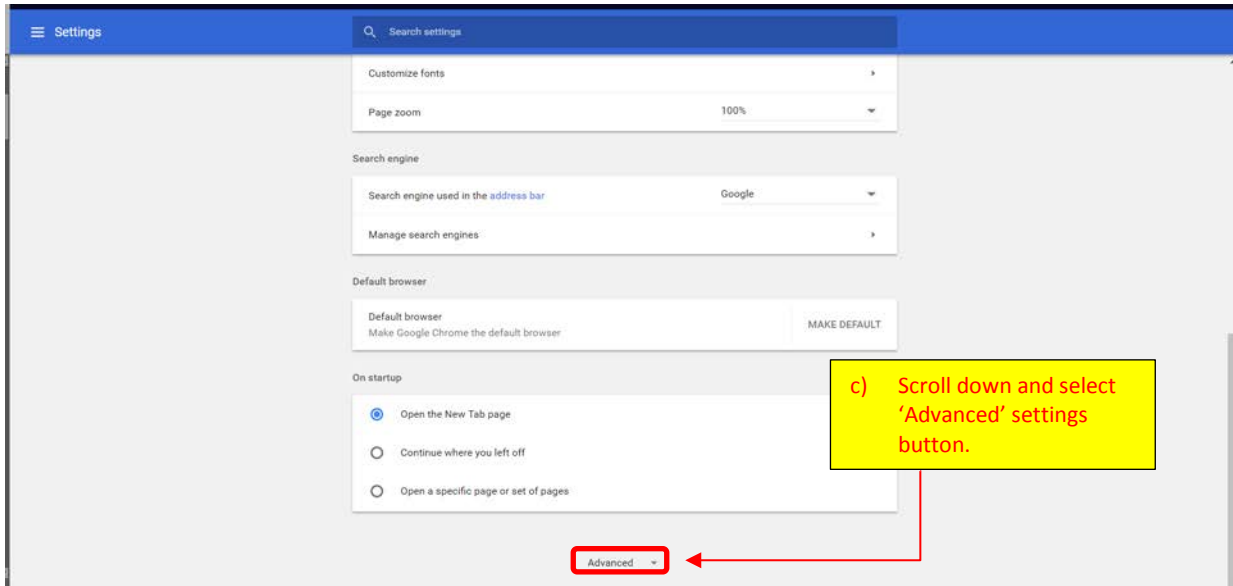 Settings
Search settings
Customize fonts
Page zoom 100%
Search engine
Search engine used in the address bar Google
Manage search engines
Default browser
Default browser
Make Google Chrome the default browser
MAKE DEFAULT
On startup
Open the New Tab page
Continue where you left off
Open a specific page or set of pages
c) Scroll down and select
‘Advanced’ settings
button.
Advanced